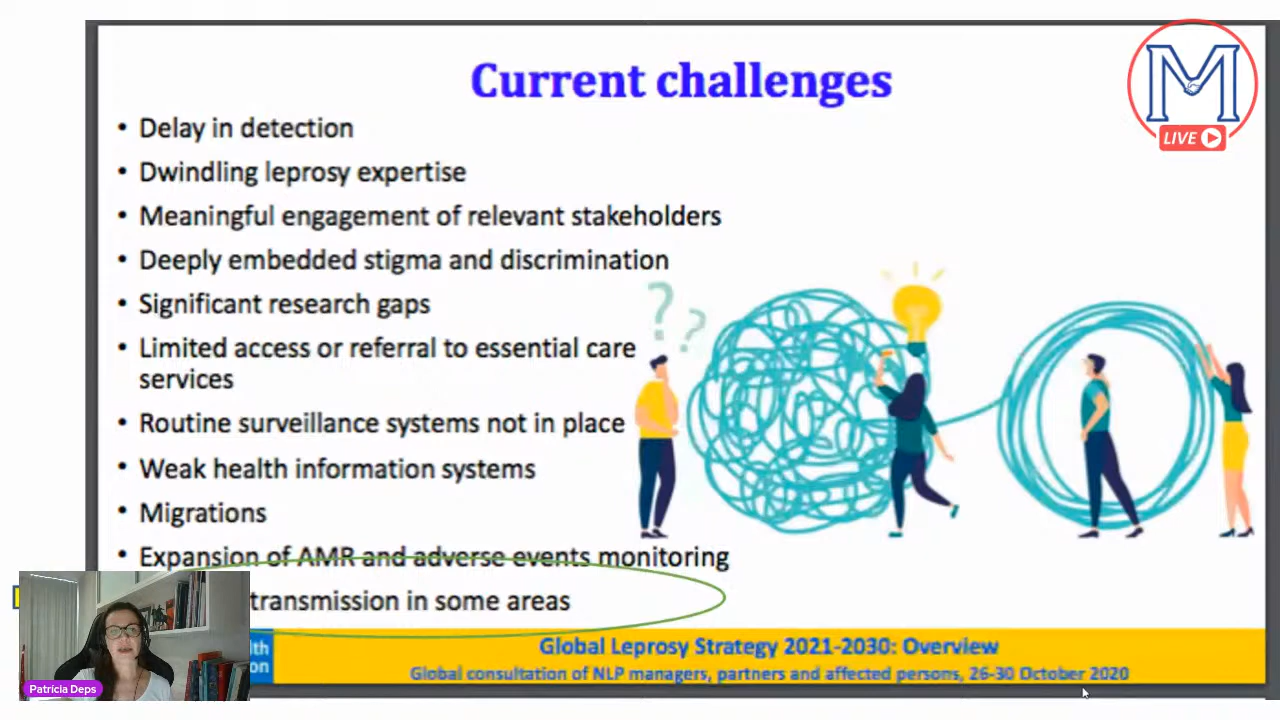 Current challenges
M
LIVE
• Delay in detection
• Dwindling leprosy expertise
• Meaningful engagement of relevant stakeholders
• Deeply embedded stigma and discrimination
• Significant research gaps
• Limited access or referral to essential care
services
• Routine surveillance systems not in place
• Weak health information systems
• Migrations
• Expansion of AMR and adverse events monitoring
transmission in some areas
? ?
Global Leprosy Strategy 2021-2030: Overview
Global consultation of NLP managers, partners and affected persons, 26-30 October 2020
Patrícia Deps